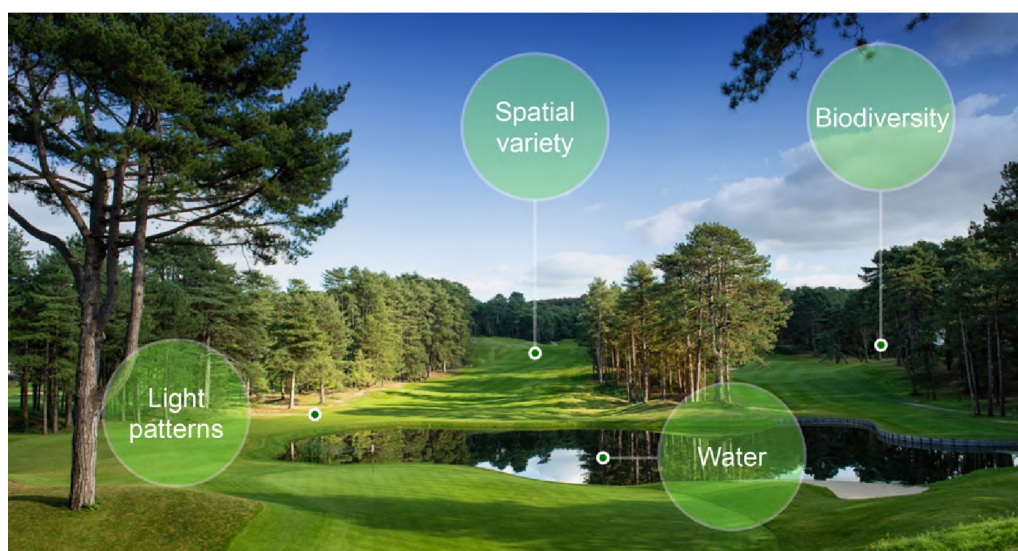 Spatial
variety
Biodiversity
Light
patterns
Water